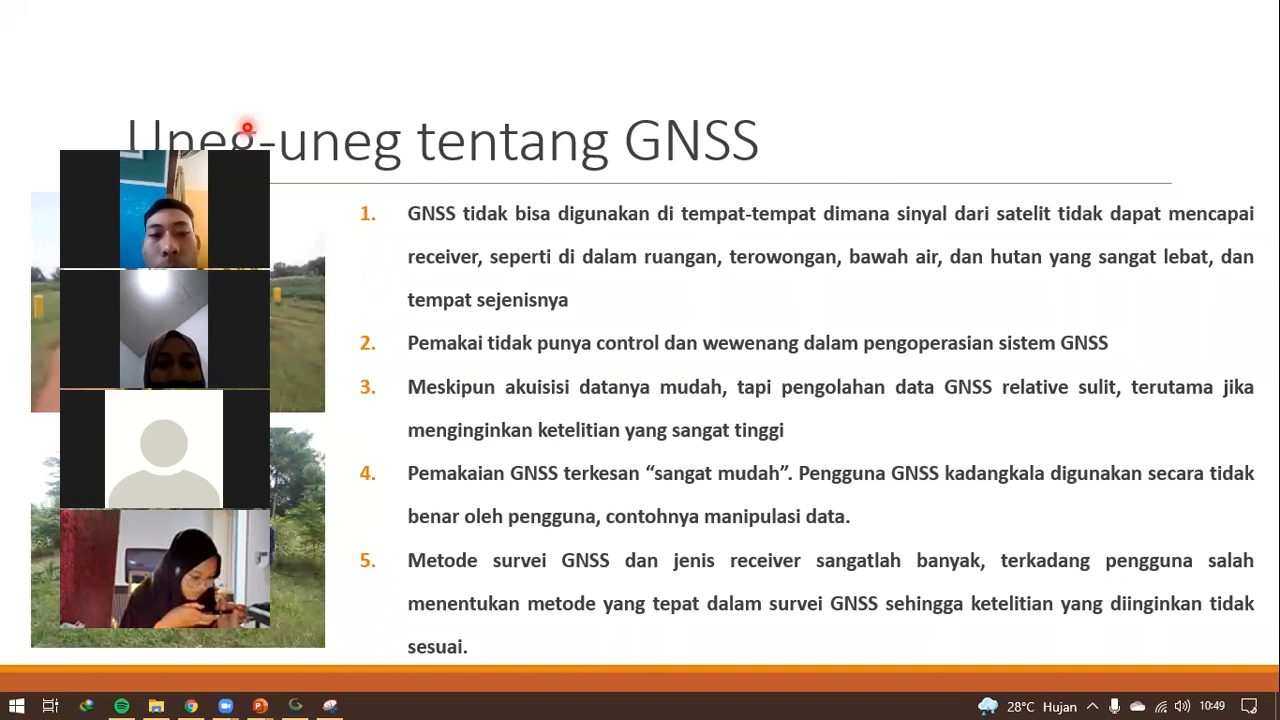 Uneg-uneg tentang GNSS
1. GNSS tidak bisa digunakan di tempat-tempat dimana sinyal dari satelit tidak dapat mencapai
receiver, seperti di dalam ruangan, terowongan, bawah air, dan hutan yang sangat lebat, dan
tempat sejenisnya
2. Pemakai tidak punya control dan wewenang dalam pengoperasian sistem GNSS
3. Meskipun akuisisi datanya mudah, tapi pengolahan data GNSS relative sulit, terutama jika
menginginkan ketelitian yang sangat tinggi
4. Pemakaian GNSS terkesan “sangat mudah”. Pengguna GNSS kadangkala digunakan secara tidak
benar oleh pengguna, contohnya manipulasi data.
5. Metode survei GNSS dan jenis receiver sangatlah banyak, terkadang pengguna salah
menentukan metode yang tepat dalam survei GNSS sehingga ketelitian yang diinginkan tidak
sesuai.
28°C Hujan 10:49